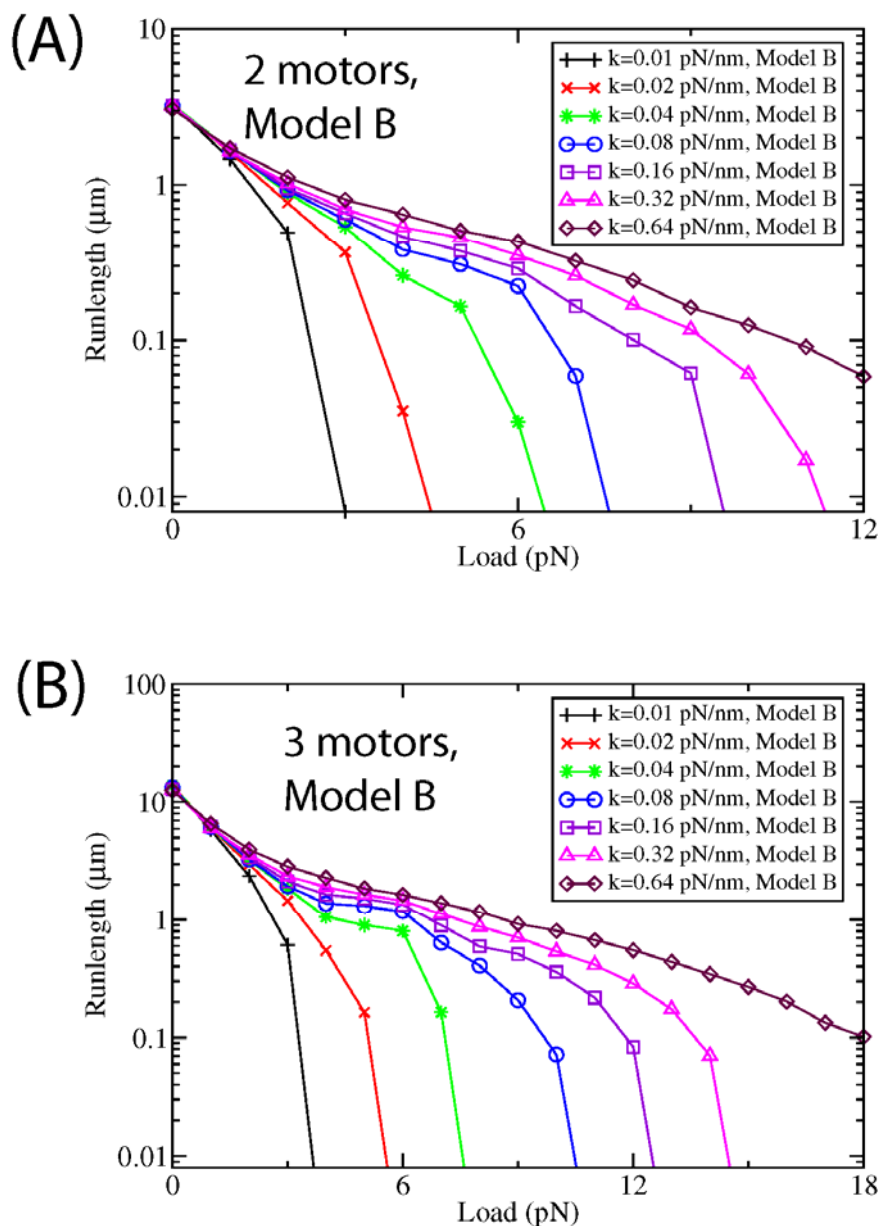 (A)
2 motors,
Model B
k=0.01 pN/nm, Model B
k=0.02 pN/nm, Model B
k=0.04 pN/nm, Model B
k=0.08 pN/nm, Model B
k=0.16 pN/nm, Model B
k=0.32 pN/nm, Model B
k=0.64 pN/nm, Model B
10
1
0.1
0.01
Runlength (μm)
0
6
12
Load (pN)
(B)
3 motors,
Model B
k=0.01 pN/nm, Model B
k=0.02 pN/nm, Model B
k=0.04 pN/nm, Model B
k=0.08 pN/nm, Model B
k=0.16 pN/nm, Model B
k=0.32 pN/nm, Model B
k=0.64 pN/nm, Model B
100
10
1
0.1
0.01
Runlength (μm)
0
6
12
18
Load (pN)